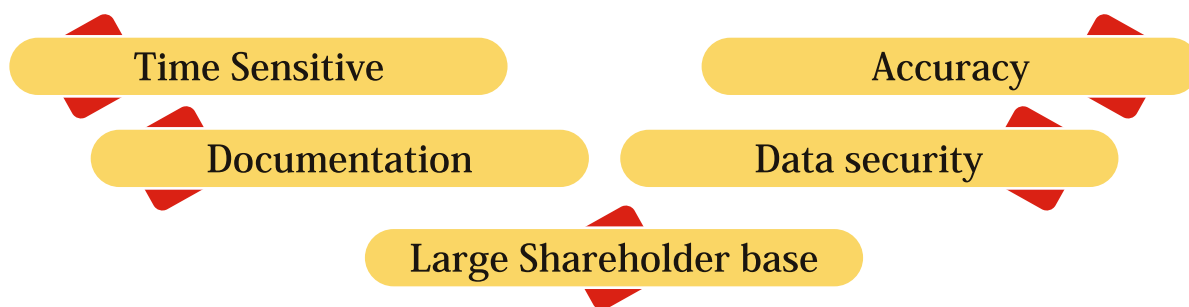 Time Sensitive
Accuracy
Documentation
Data security
Large Shareholder base